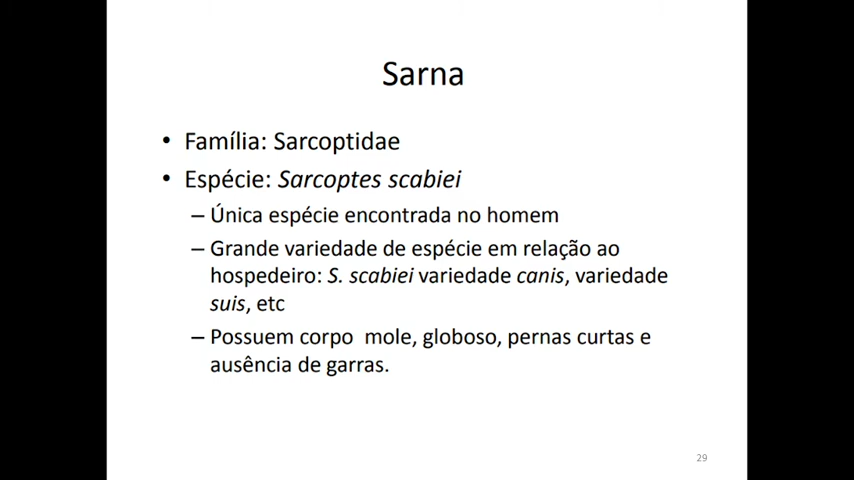 Sarna
• Família: Sarcoptidae
• Espécie: Sarcoptes scabiei
– Única espécie encontrada no homem
– Grande variedade de espécie em relação ao
hospedeiro: S. scabiei variedade canis, variedade
suis, etc
– Possuem corpo  mole, globoso, pernas curtas e
ausência de garras.
29